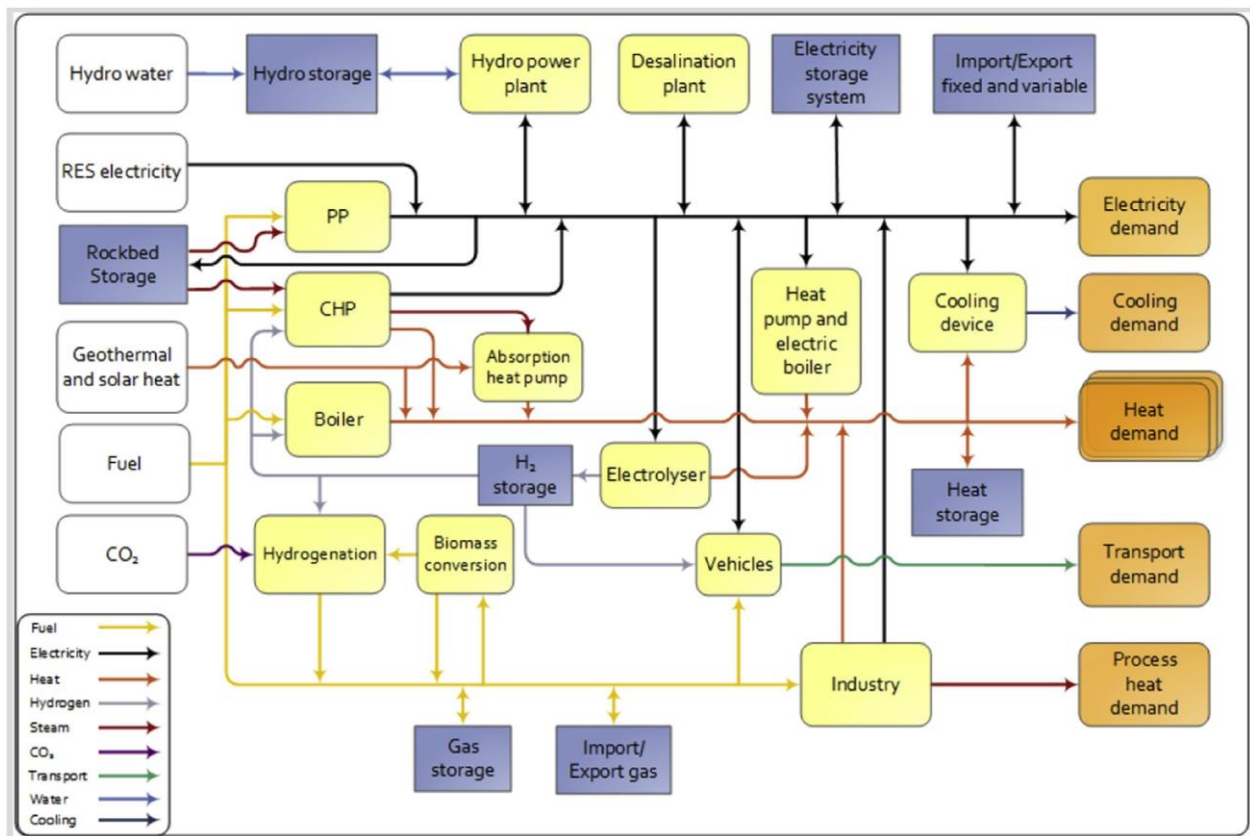 Hydro water
Hydro storage
Hydro power
plant
Desalination
plant
Electricity
storage
system
Import/Export
fixed and variable
RES electricity
PP
Electricity
demand
Rockbed
Storage
CHP
Heat
pump and
electric
boiler
Cooling
device
Cooling
demand
Geothermal
and solar heat
Absorption
heat pump
Boiler
Heat
demand
Fuel
H₂
storage
Electrolyser
Heat
storage
CO₂
Hydrogenation
Biomass
conversion
Vehicles
Transport
demand
Fuel
Electricity
Heat
Hydrogen
Steam
CO₂
Transport
Water
Cooling
Industry
Process
heat
demand
Gas
storage
Import/
Export gas